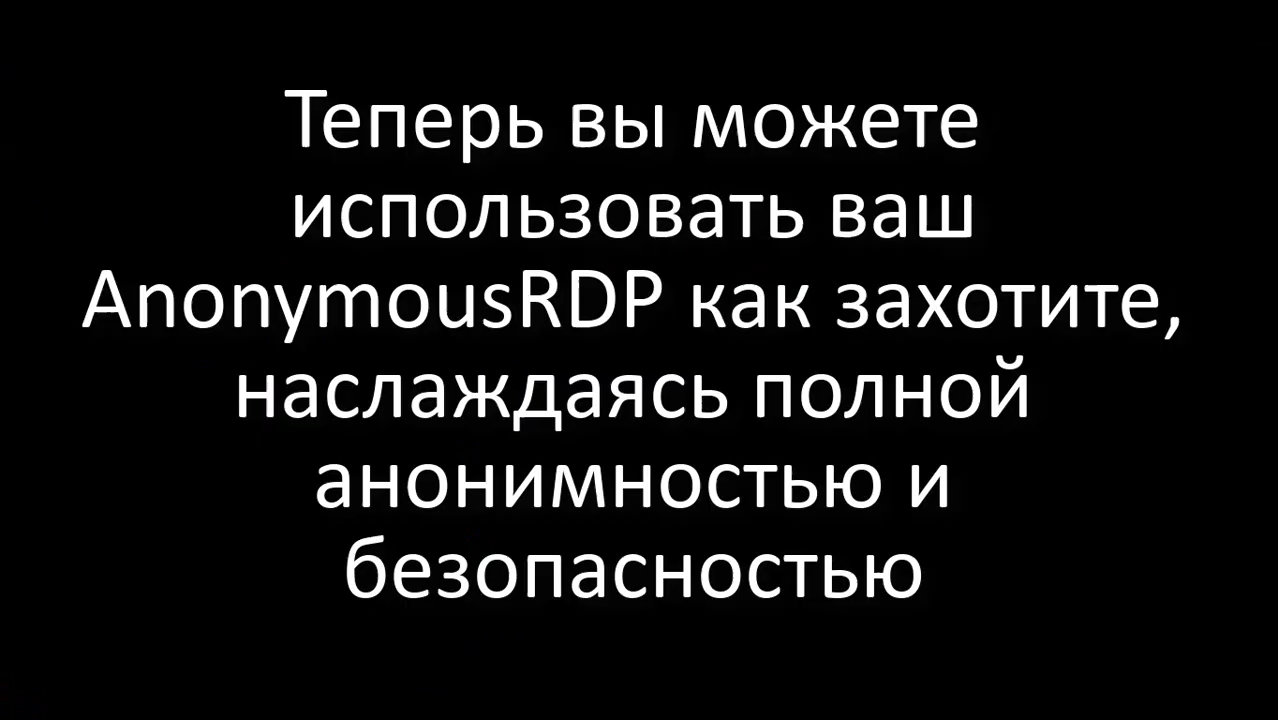 Теперь вы можете
использовать ваш
AnonymousRDP как захотите,
наслаждаясь полной
анонимностью и
безопасностью